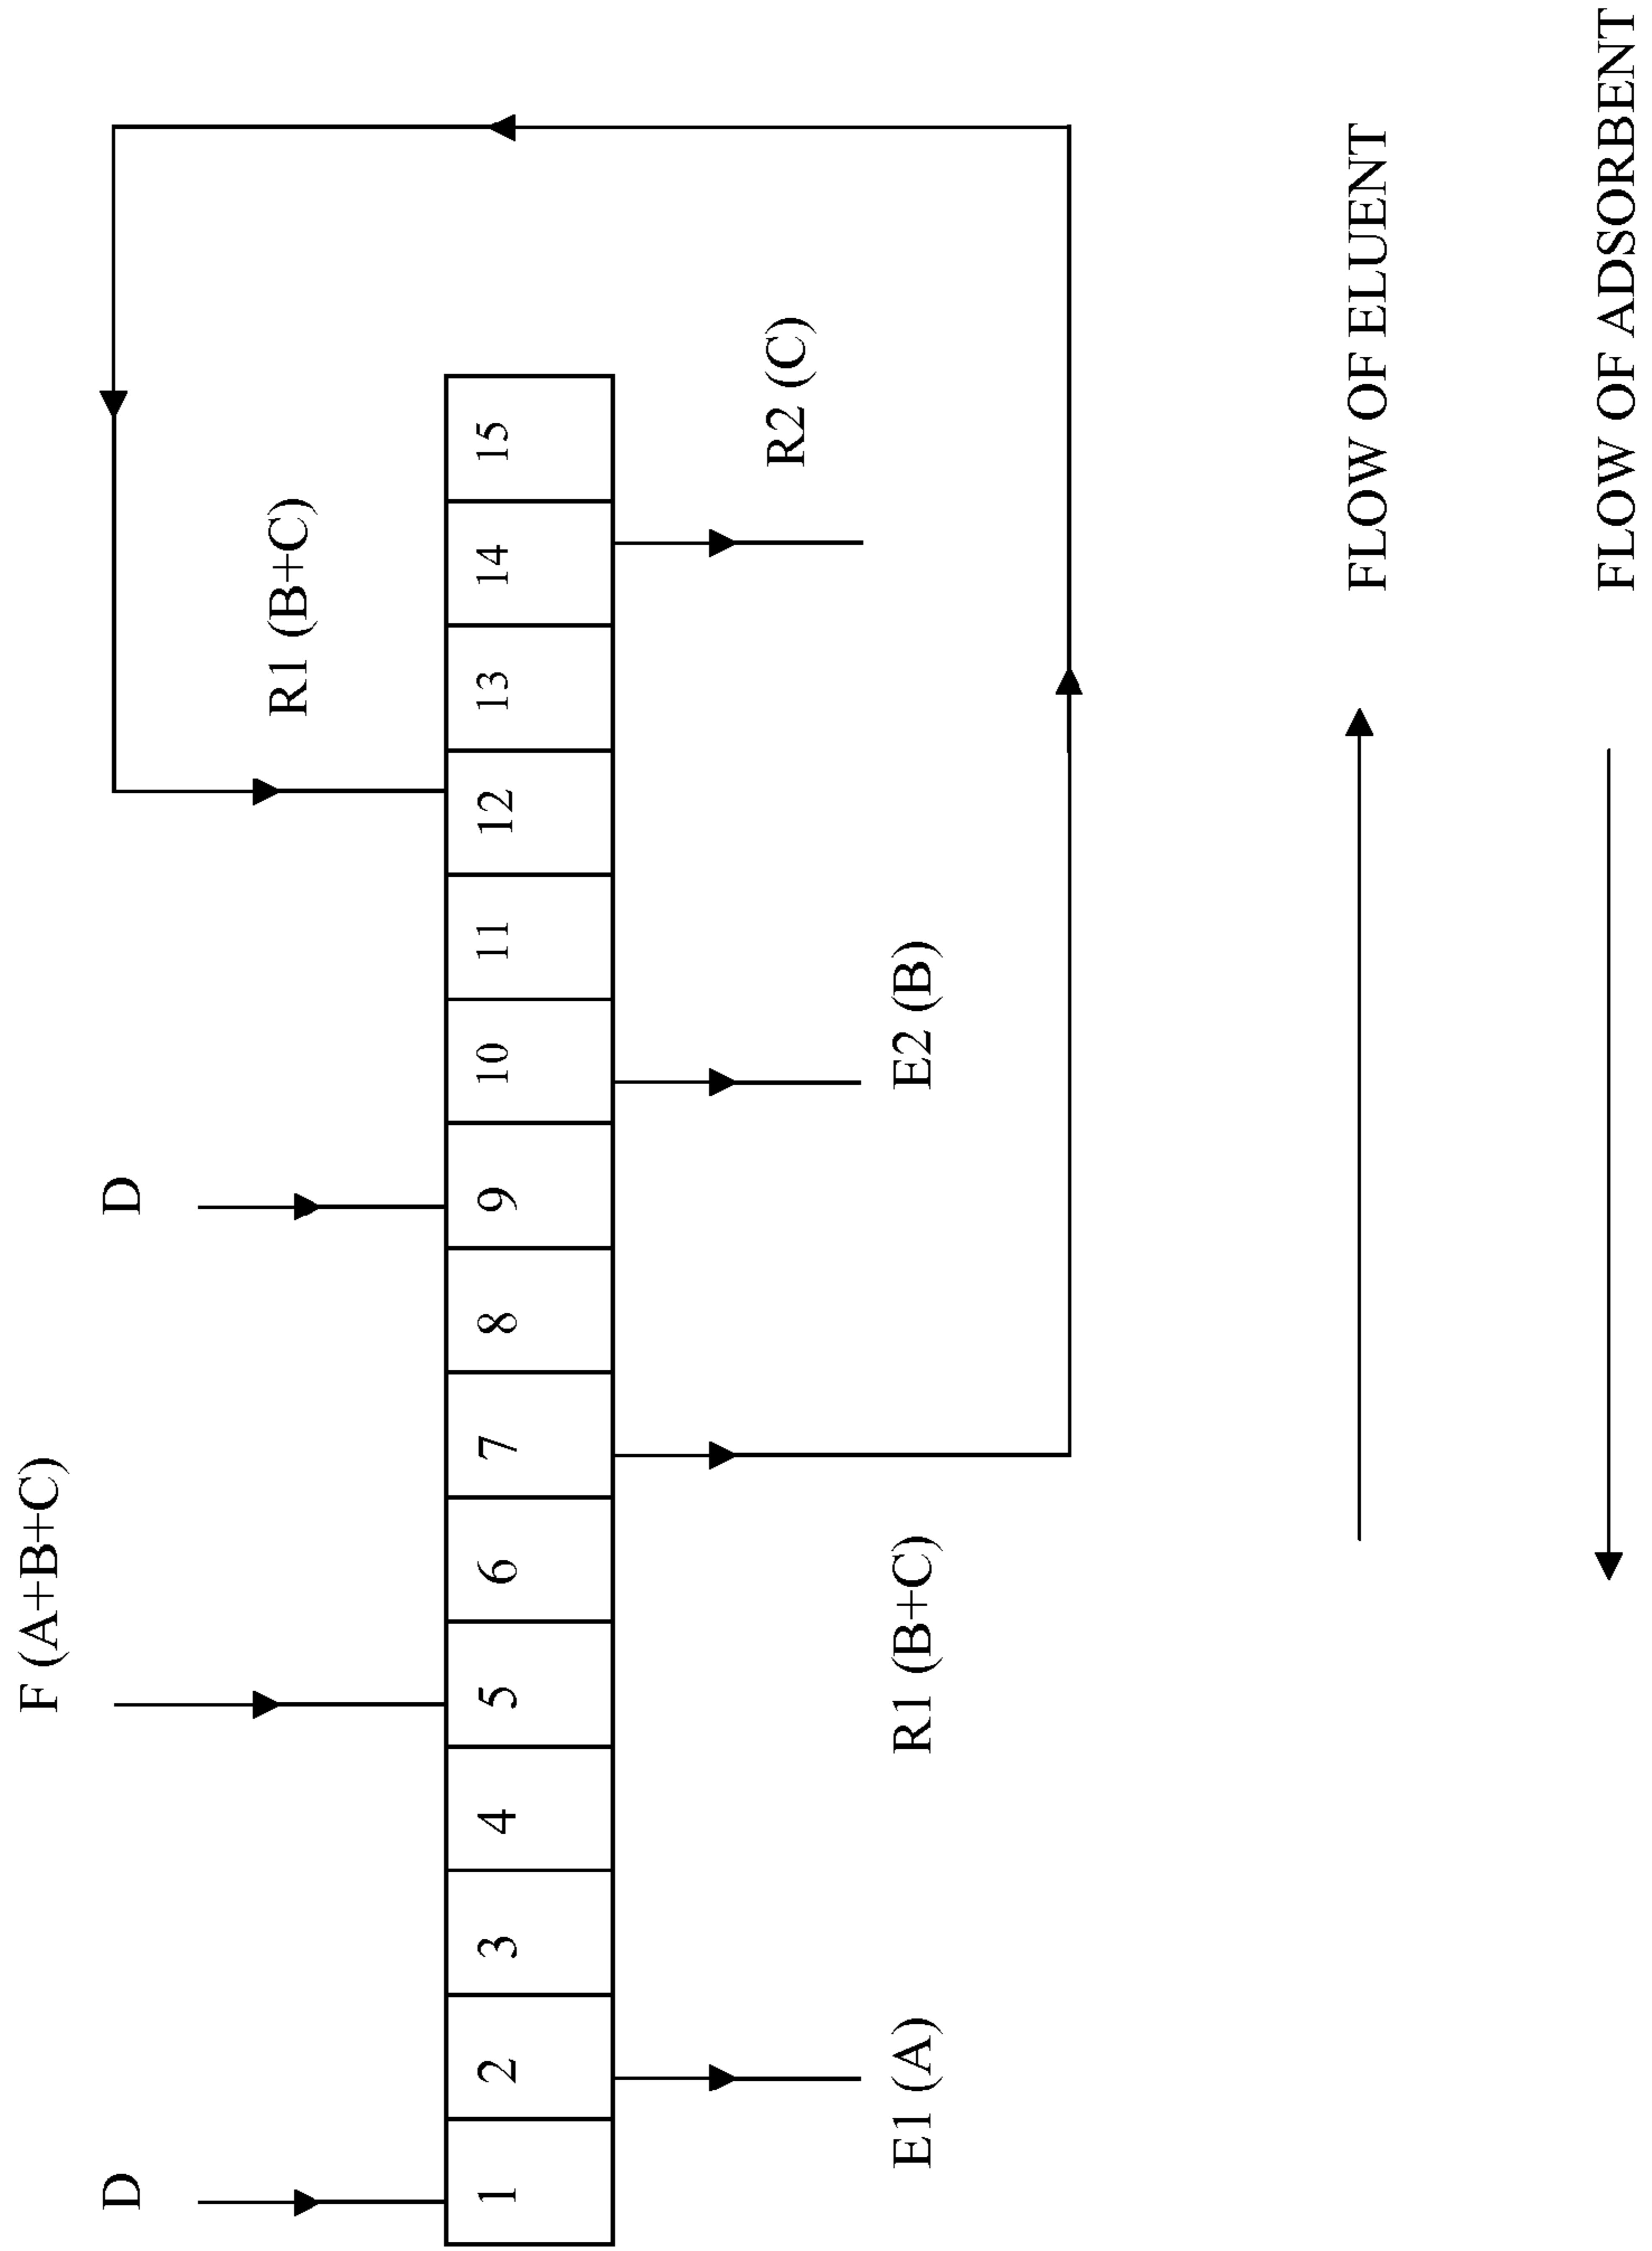 F (A+B+C)
D
D
R1 (B+C)
1 2 3 4 5 6 7 8 9 10 11 12 13 14 15
R2 (C)
E1 (A)
R1 (B+C)
E2 (B)
FLOW OF ELUENT
FLOW OF ADSORBENT